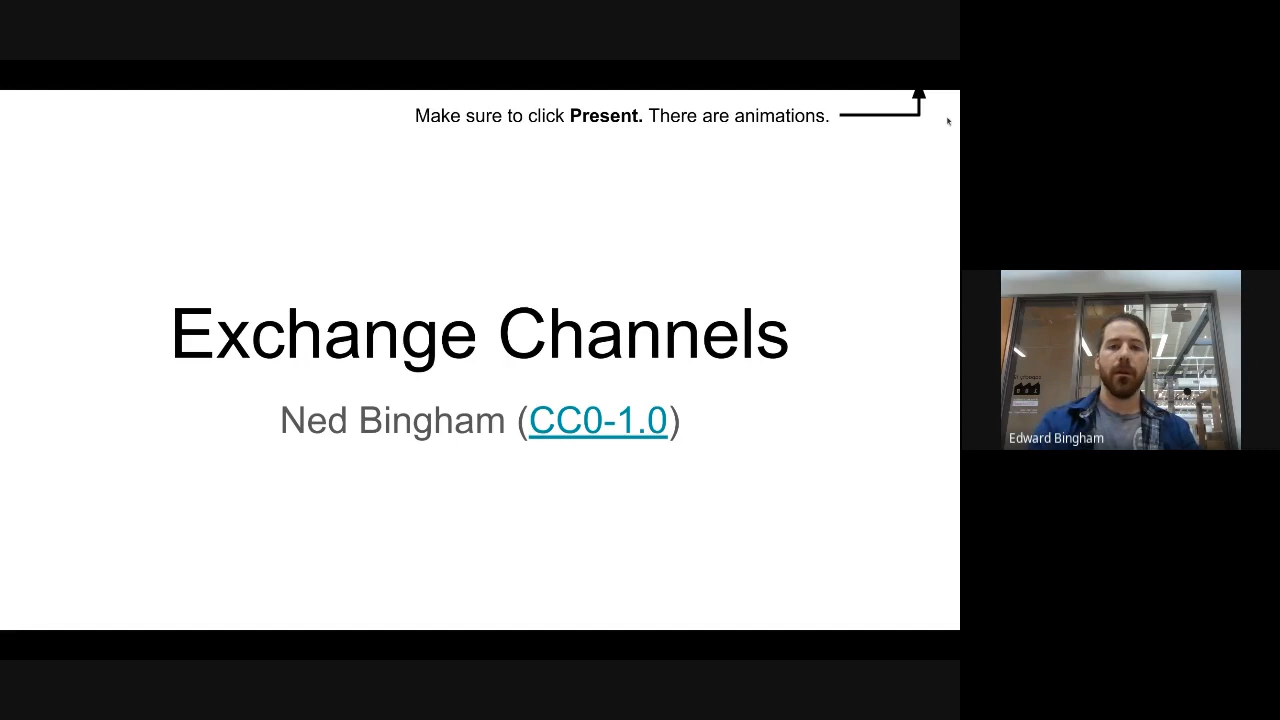 Make sure to click Present. There are animations.
Exchange Channels
Ned Bingham (CC0-1.0)
Edward Bingham